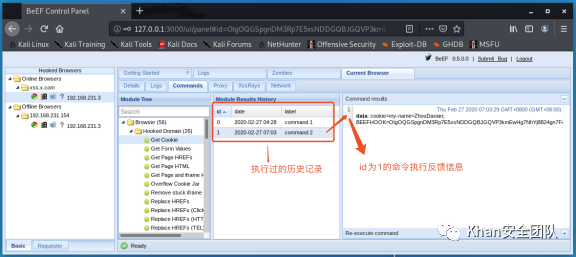 BeEF Control Panel
127.0.0.1:3000/ui/panel#id=OlgOQGSpgnDM3Rp7E5xsNDDGQBJGQVP3km
Kali Linux Kali Training Kali Tools Kali Docs Kali Forums NetHunter Offensive Security Exploit-DB GHDB MSFU
BeEF 0.5.0.0 | Submit Bug | Logout
Hooked Browsers
Online Browsers
xss.x.com
192.168.231.3
Offline Browsers
192.168.231.154
192.168.231.3
Basic Requester
Getting Started Logs Zombies Current Browser
Details Logs Commands Proxy XssRays Network
Module Tree
Search
Browser (56)
Hooked Domain (26)
Get Cookie
Get Form Values
Get Page HREFs
Get Page HTML
Get Page and iframe H
Overflow Cookie Jar
Remove stuck iframe
Replace HREFs
Replace HREFs (Click
Replace HREFs (HTT
Replace HREFs (TEL
Module Results History
id date label
0 2020-02-27 04:28 command 1
1 2020-02-27 07:03 command 2
执行过的历史记录
Command results
1 Thu Feb 27 2020 07:03:29 GMT+0800 (GMT+08:00)
data: cookie=my-name=ZhouDaxian;
id为1的命令执行反馈信息
Re-execute command
Ready
Khan安全团队